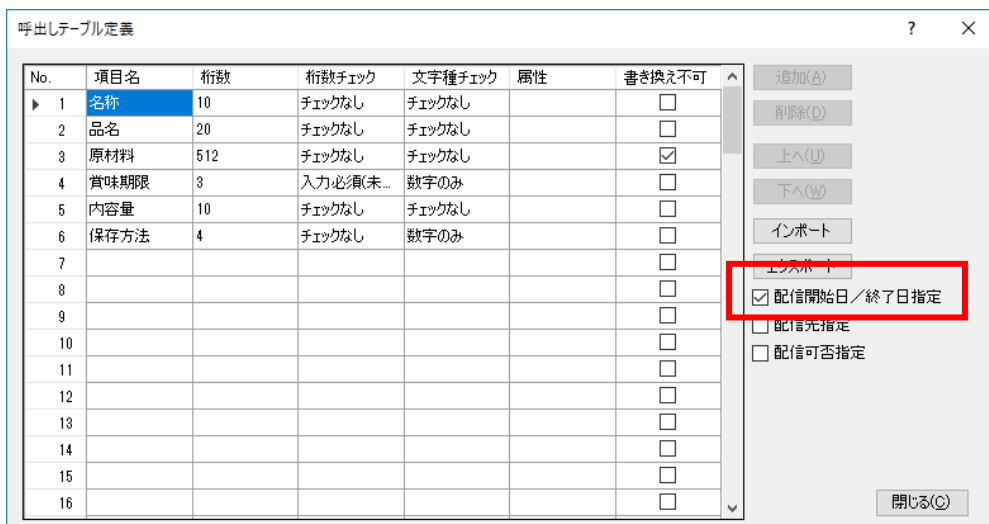 呼出しテーブル定義 ? ×
No. 項目名 桁数 桁数チェック 文字種チェック 属性 書き換え不可
1 名称 10 チェックなし チェックなし
2 品名 20 チェックなし チェックなし
3 原材料 512 チェックなし チェックなし
4 賞味期限 3 入力必須(未... 数字のみ
5 内容量 10 チェックなし チェックなし
6 保存方法 4 チェックなし 数字のみ
7
8
9
10
11
12
13
14
15
16
追加(A)
削除(D)
上へ(U)
下へ(W)
インポート
エクスポート
配信開始日/終了日指定
配信先指定
配信可否指定
閉じる(C)